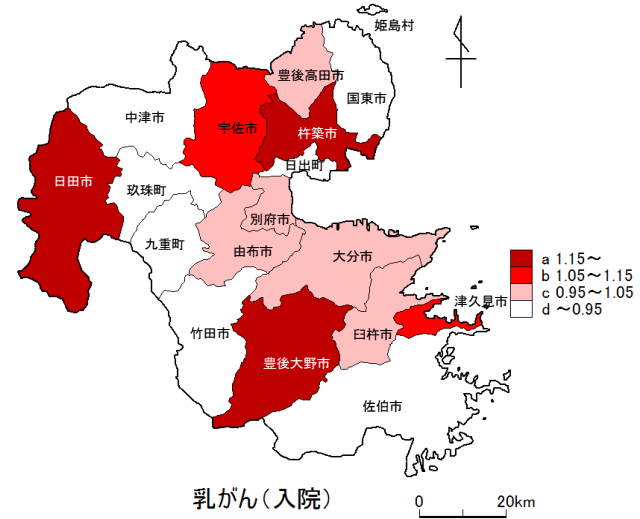 姫島村
豊後高田市
国東市
中津市
宇佐市
杵築市
日出町
日田市
玖珠町
別府市
九重町
由布市
大分市
a 1.15～
b 1.05～1.15
c 0.95～1.05
d ～0.95
津久見市
竹田市
臼杵市
豊後大野市
佐伯市
乳がん（入院）
0 20km